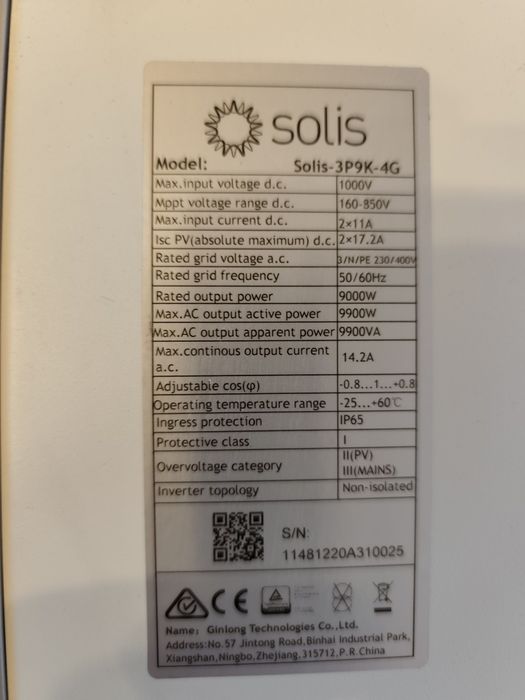 solis
Model: Solis-3P9K-4G
Max.input voltage d.c. 1000V
Mppt voltage range d.c. 160-850V
Max.input current d.c. 2×11A
Isc PV(absolute maximum) d.c. 2×17.2A
Rated grid voltage a.c. 3/N/PE 230/400V
Rated grid frequency 50/60Hz
Rated output power 9000W
Max.AC output active power 9900W
Max.AC output apparent power 9900VA
Max.continous output current
a.c. 14.2A
Adjustable cos(φ) -0.8...1...+0.8
Operating temperature range -25...+60℃
Ingress protection IP65
Protective class I
Overvoltage category II(PV)
III(MAINS)
Inverter topology Non-isolated
S/N:
11481220A310025
CE
Name: Ginlong Technologies Co.,Ltd.
Address:No.57 Jintong Road,Binhai Industrial Park,
Xiangshan,Ningbo,Zhejiang,315712,P.R.China